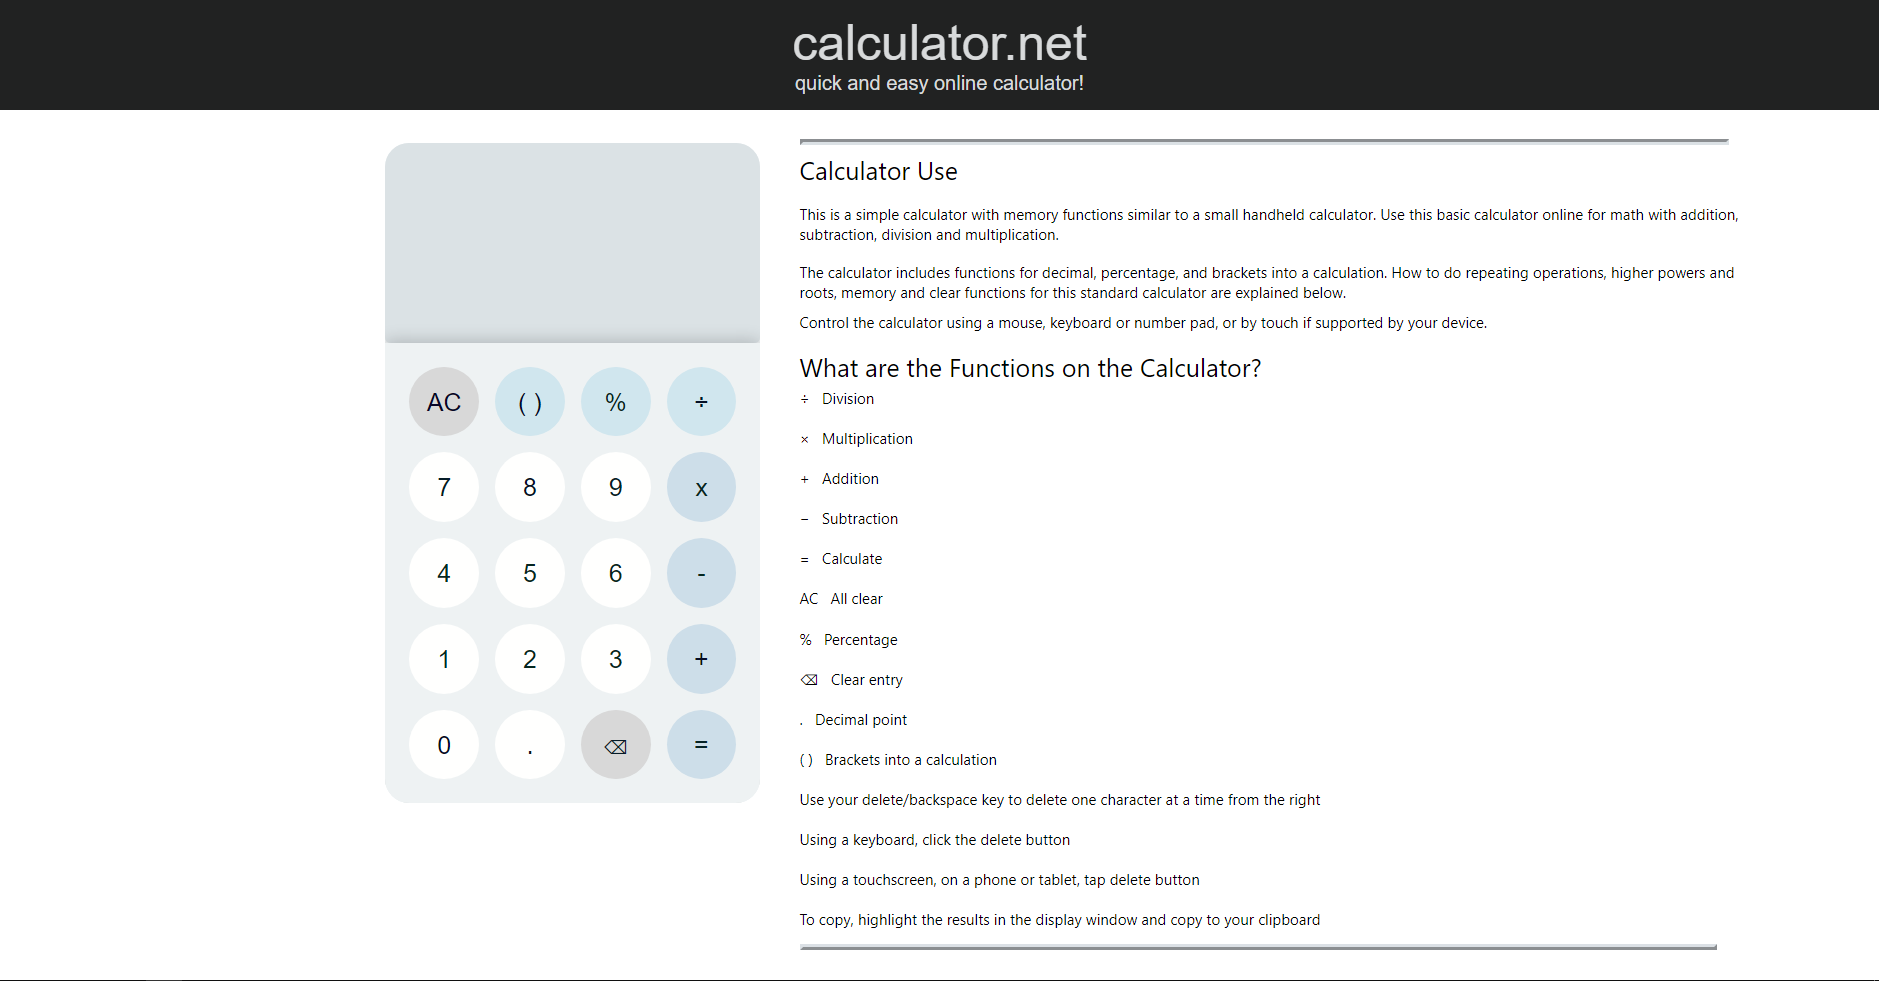 calculator.net
quick and easy online calculator!
AC ( ) % ÷
7 8 9 x
4 5 6 -
1 2 3 +
0 . ⌫ =
Calculator Use
This is a simple calculator with memory functions similar to a small handheld calculator. Use this basic calculator online for math with addition,
subtraction, division and multiplication.
The calculator includes functions for decimal, percentage, and brackets into a calculation. How to do repeating operations, higher powers and
roots, memory and clear functions for this standard calculator are explained below.
Control the calculator using a mouse, keyboard or number pad, or by touch if supported by your device.
What are the Functions on the Calculator?
÷ Division
× Multiplication
+ Addition
− Subtraction
= Calculate
AC All clear
% Percentage
⌫ Clear entry
. Decimal point
( ) Brackets into a calculation
Use your delete/backspace key to delete one character at a time from the right
Using a keyboard, click the delete button
Using a touchscreen, on a phone or tablet, tap delete button
To copy, highlight the results in the display window and copy to your clipboard